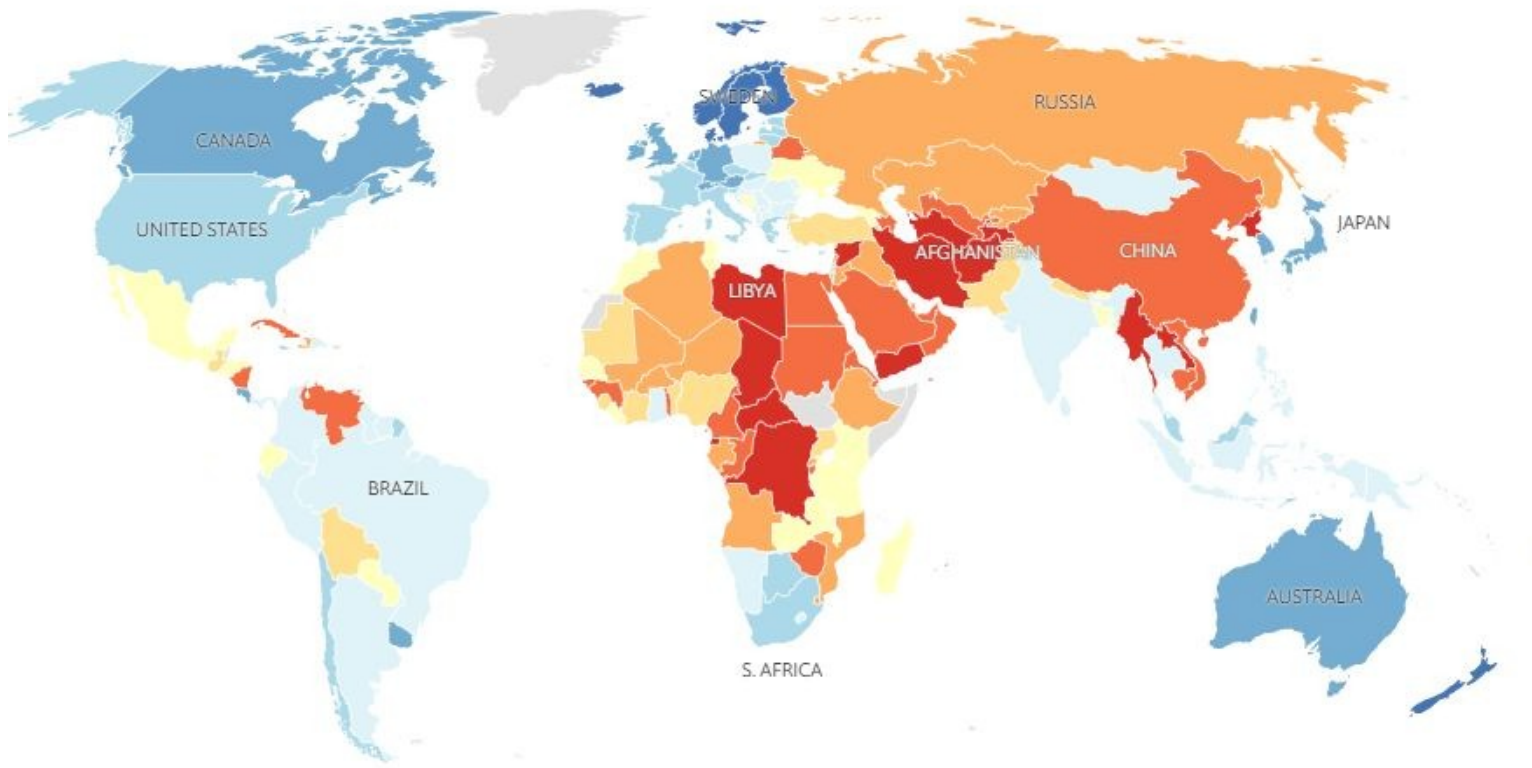 SWEDEN
RUSSIA
CANADA
JAPAN
UNITED STATES
AFGHANISTAN
CHINA
LIBYA
BRAZIL
AUSTRALIA
S. AFRICA